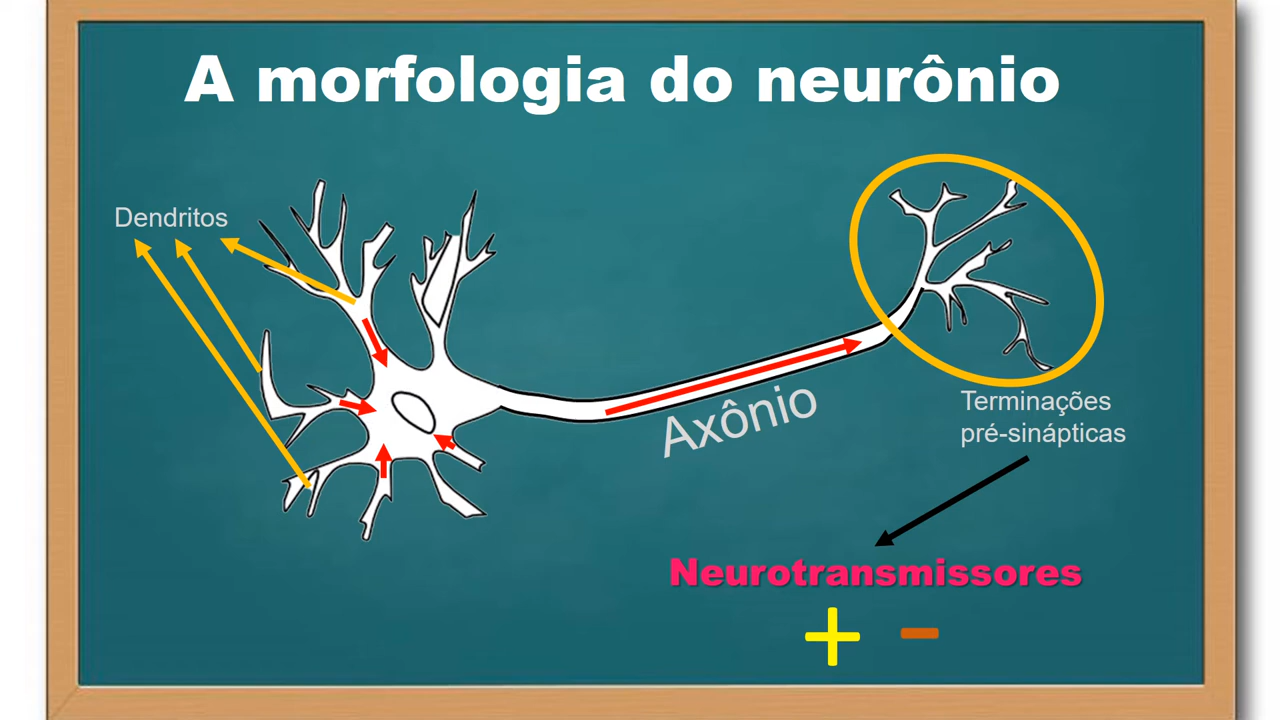 A morfologia do neurônio
Dendritos
Axônio
Terminações
pré-sinápticas
Neurotransmissores
+ -